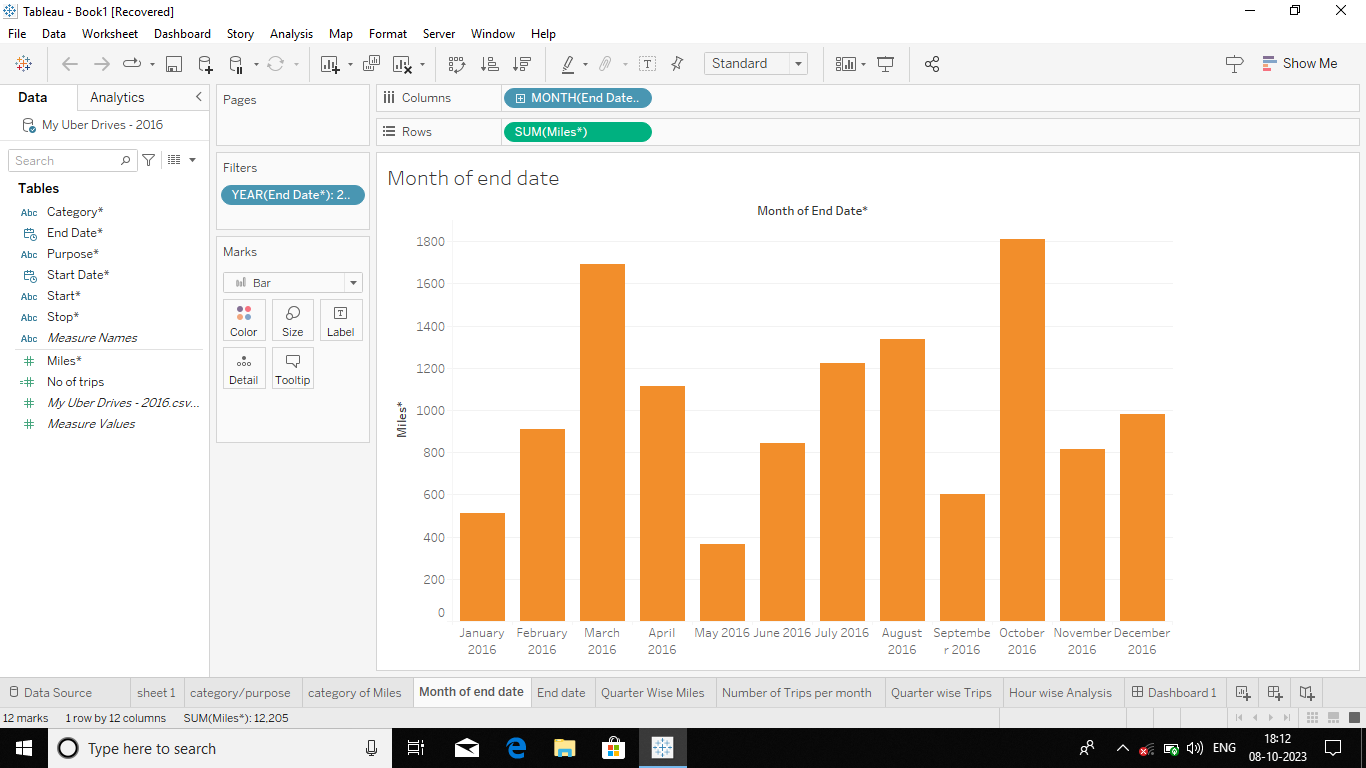 Tableau - Book1 [Recovered]
File Data Worksheet Dashboard Story Analysis Map Format Server Window Help
Standard
Show Me
Data Analytics
My Uber Drives - 2016
Search
Tables
Abc Category*
End Date*
Abc Purpose*
Start Date*
Abc Start*
Abc Stop*
Abc Measure Names
Miles*
No of trips
My Uber Drives - 2016.csv...
Measure Values
Pages
Filters
YEAR(End Date*): 2..
Marks
Bar
Color Size Label
Detail Tooltip
Columns MONTH(End Date..
Rows SUM(Miles*)
Month of end date
Month of End Date*
Miles*
1800
1600
1400
1200
1000
800
600
400
200
0
January 2016
February 2016
March 2016
April 2016
May 2016
June 2016
July 2016
August 2016
Septembe
r 2016
October 2016
November 2016
December 2016
Data Source sheet 1 category/purpose category of Miles Month of end date End date Quarter Wise Miles Number of Trips per month Quarter wise Trips Hour wise Analysis Dashboard 1
12 marks 1 row by 12 columns SUM(Miles*): 12,205
Type here to search
ENG
18:12
08-10-2023